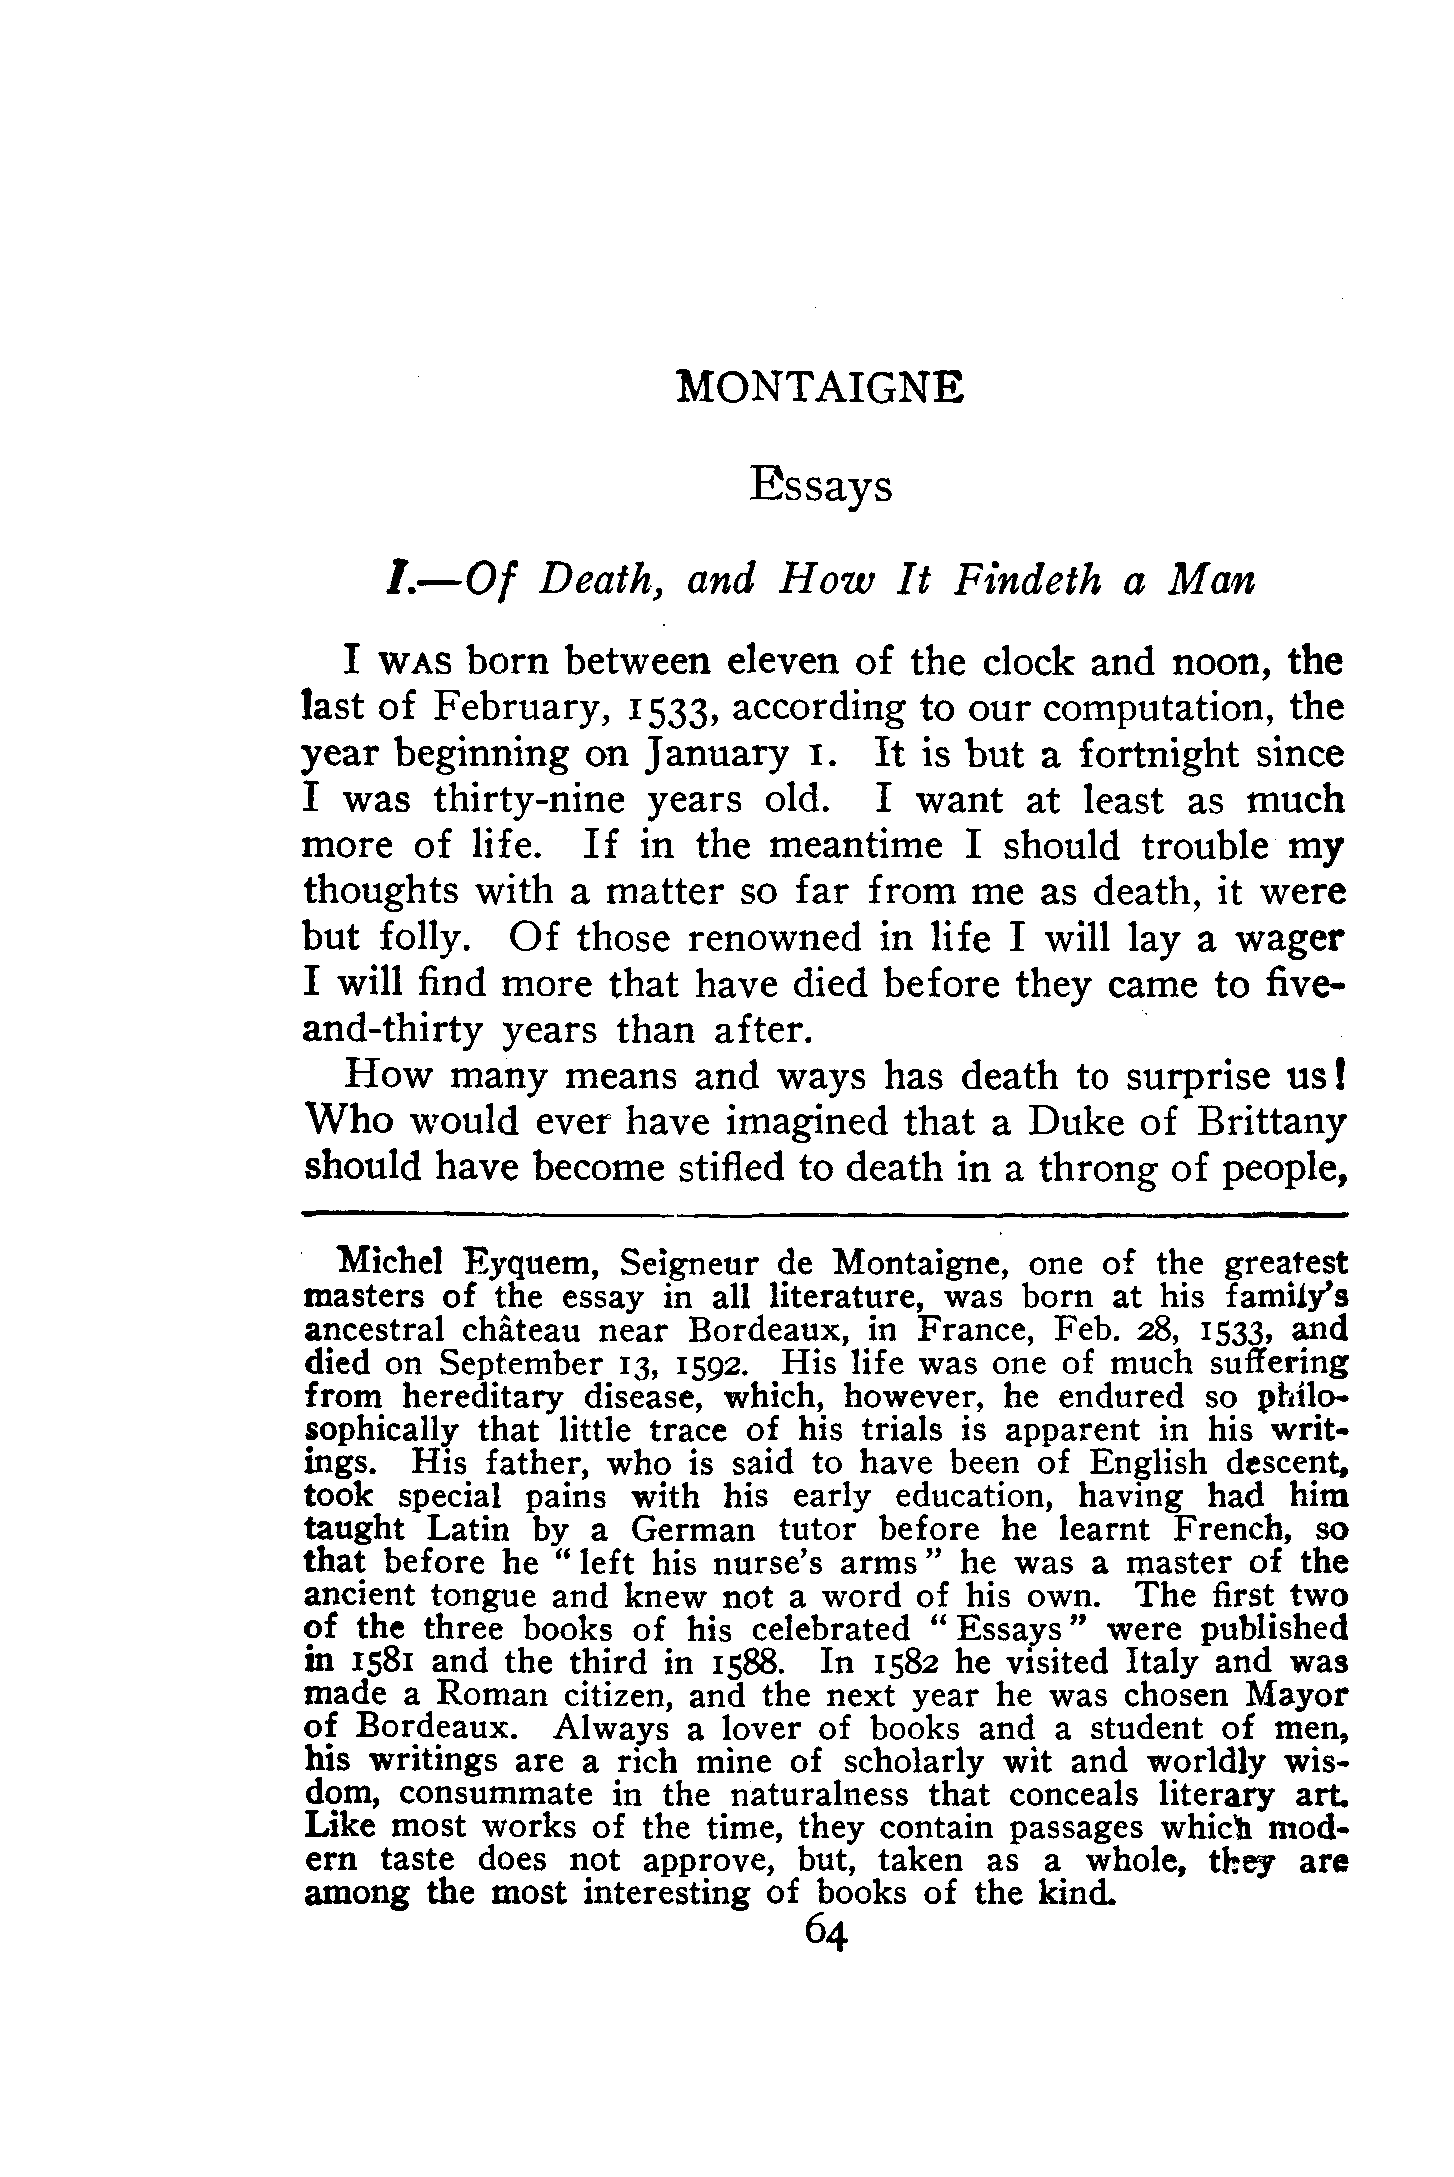 MONTAIGNE
Essays
I.—Of Death, and How It Findeth a Man
I WAS born between eleven of the clock and noon, the
last of February, 1533, according to our computation, the
year beginning on January 1. It is but a fortnight since
I was thirty-nine years old. I want at least as much
more of life. If in the meantime I should trouble my
thoughts with a matter so far from me as death, it were
but folly. Of those renowned in life I will lay a wager
I will find more that have died before they came to five-
and-thirty years than after.
How many means and ways has death to surprise us!
Who would ever have imagined that a Duke of Brittany
should have become stifled to death in a throng of people,
Michel Eyquem, Seigneur de Montaigne, one of the greatest
masters of the essay in all literature, was born at his family's
ancestral château near Bordeaux, in France, Feb. 28, 1533, and
died on September 13, 1592. His life was one of much suffering
from hereditary disease, which, however, he endured so philo-
sophically that little trace of his trials is apparent in his writ-
ings. His father, who is said to have been of English descent,
took special pains with his early education, having had him
taught Latin by a German tutor before he learnt French, so
that before he "left his nurse's arms" he was a master of the
ancient tongue and knew not a word of his own. The first two
of the three books of his celebrated "Essays" were published
in 1581 and the third in 1588. In 1582 he visited Italy and was
made a Roman citizen, and the next year he was chosen Mayor
of Bordeaux. Always a lover of books and a student of men,
his writings are a rich mine of scholarly wit and worldly wis-
dom, consummate in the naturalness that conceals literary art.
Like most works of the time, they contain passages which mod-
ern taste does not approve, but, taken as a whole, they are
among the most interesting of books of the kind.
64